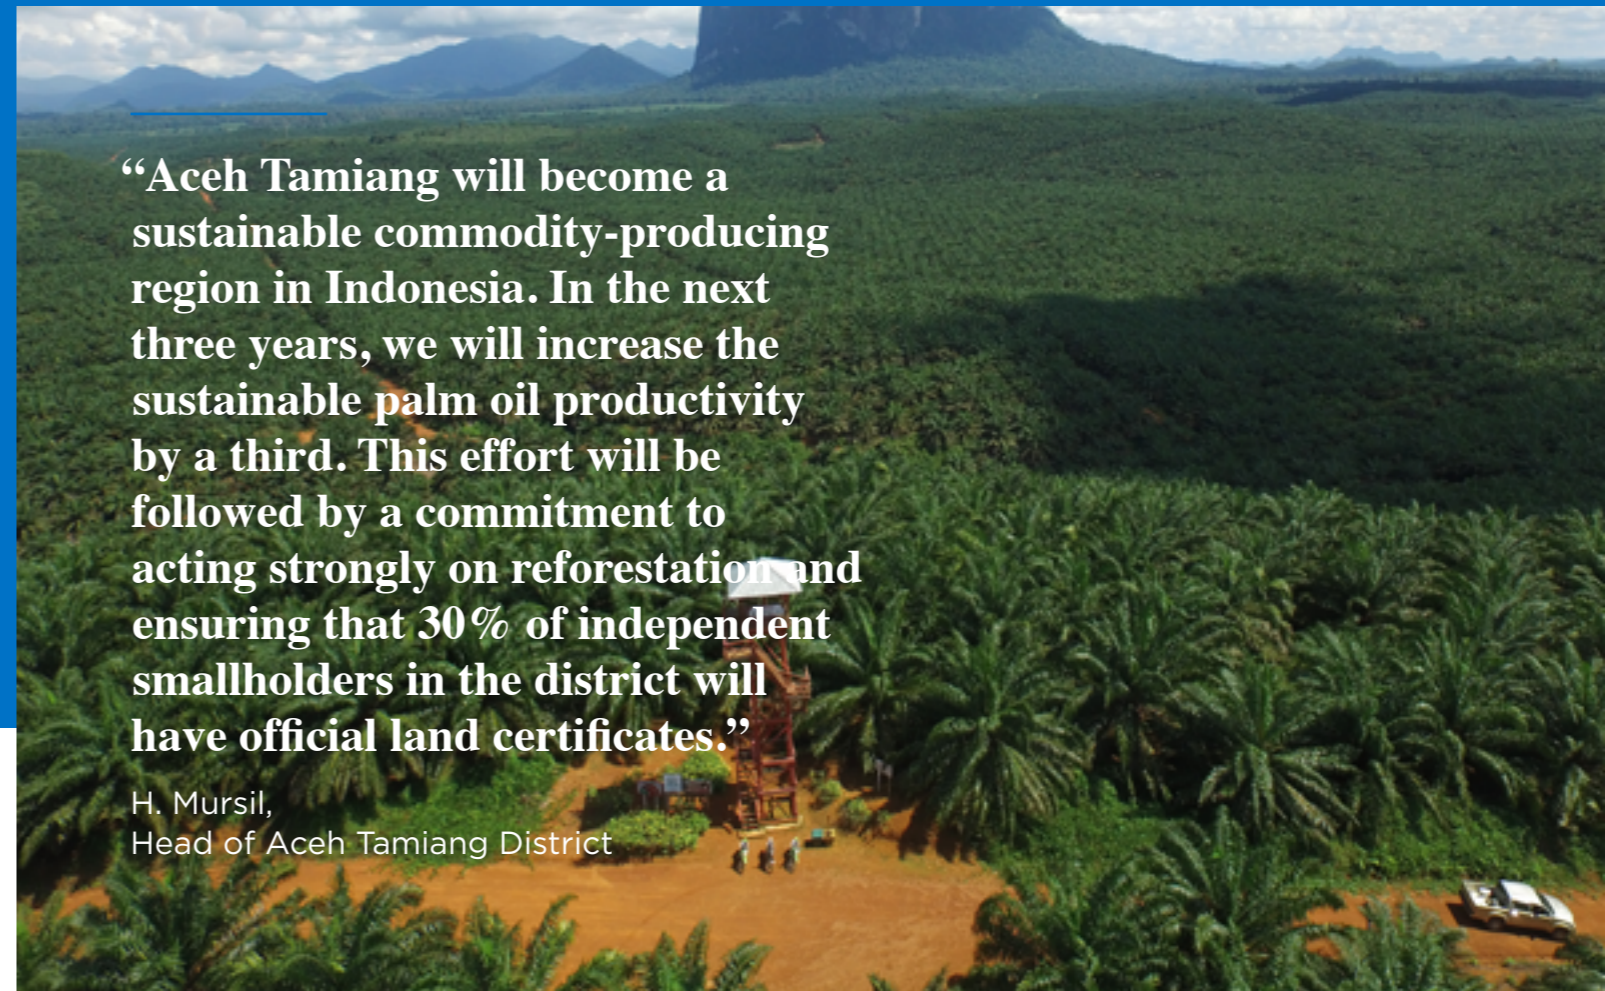 “Aceh Tamiang will become a
sustainable commodity-producing
region in Indonesia. In the next
three years, we will increase the
sustainable palm oil productivity
by a third. This effort will be
followed by a commitment to
acting strongly on reforestation and
ensuring that 30% of independent
smallholders in the district will
have official land certificates.”
H. Mursil,
Head of Aceh Tamiang District